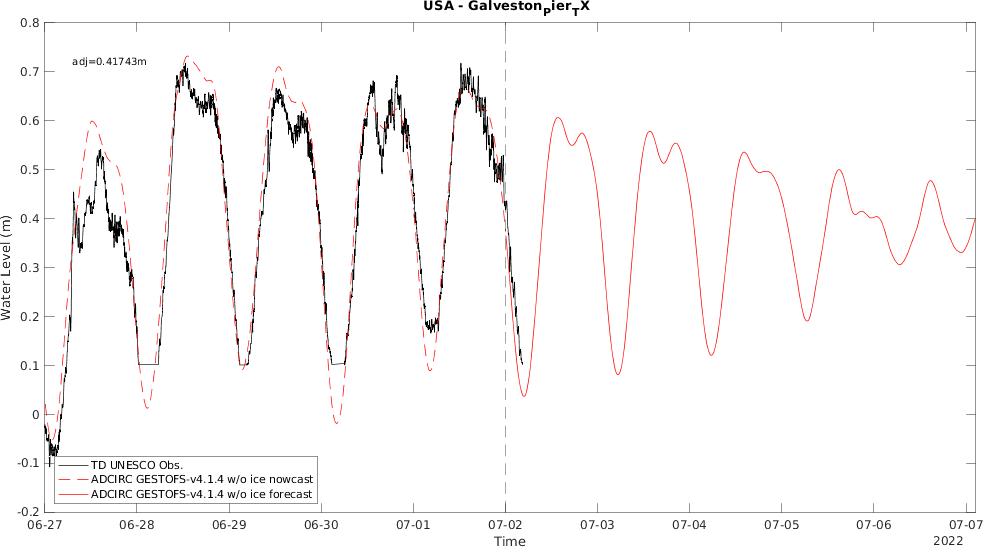 USA - Galveston_Pier_TX
adj=0.41743m
0.8
0.7
0.6
0.5
0.4
0.3
0.2
0.1
0
-0.1
-0.2
Water Level (m)
TD UNESCO Obs.
ADCIRC GESTOFS-v4.1.4 w/o ice nowcast
ADCIRC GESTOFS-v4.1.4 w/o ice forecast
06-27 06-28 06-29 06-30 07-01 07-02 07-03 07-04 07-05 07-06 07-07
Time
2022